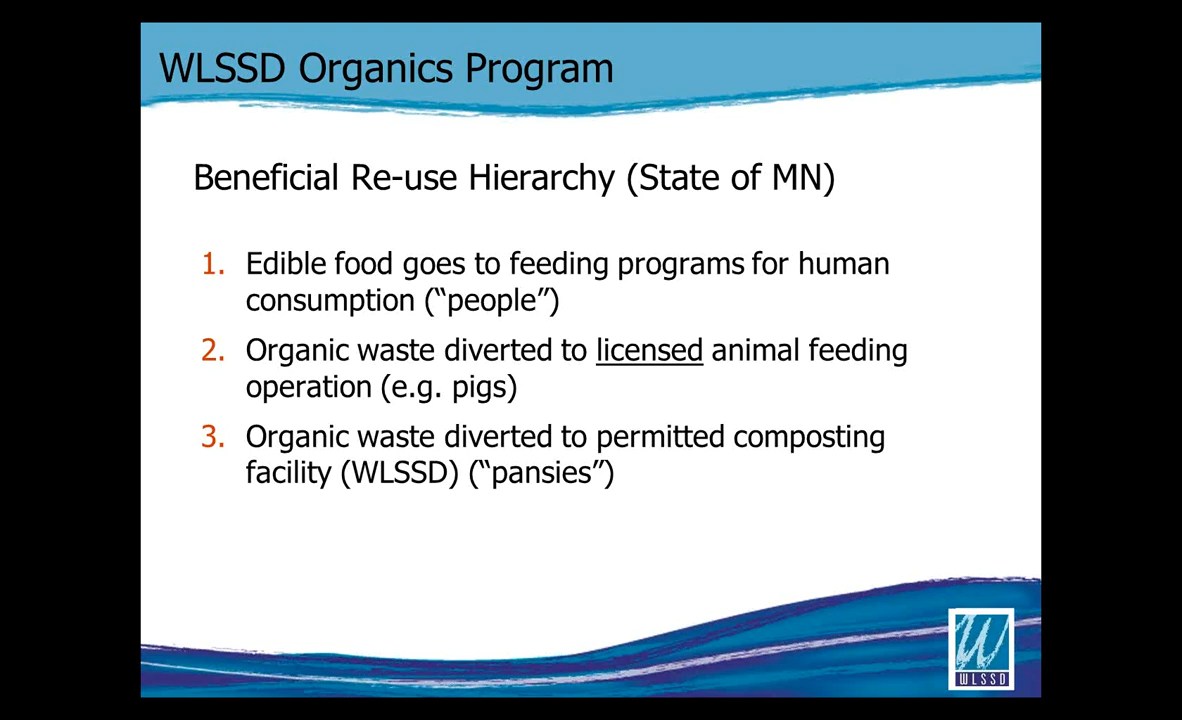 WLSSD Organics Program
Beneficial Re-use Hierarchy (State of MN)
1. Edible food goes to feeding programs for human
consumption (“people”)
2. Organic waste diverted to licensed animal feeding
operation (e.g. pigs)
3. Organic waste diverted to permitted composting
facility (WLSSD) (“pansies”)
W
WLSSD